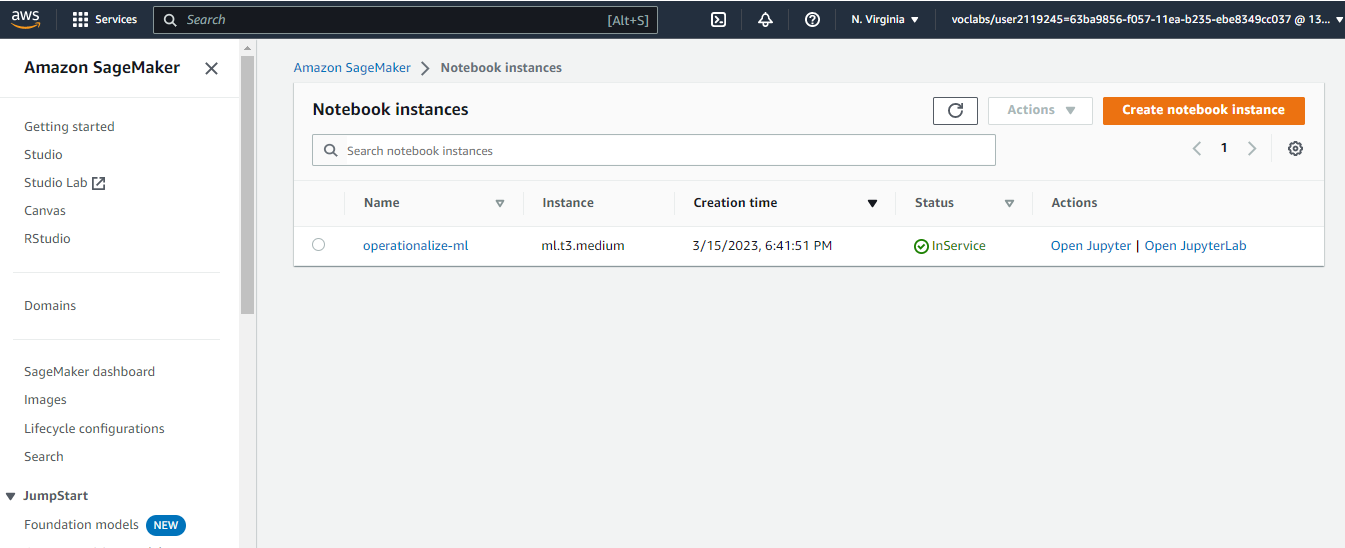 aws Services Search [Alt+S] N. Virginia voclabs/user2119245=63ba9856-f057-11ea-b235-ebe8349cc037 @ 13...
Amazon SageMaker
Getting started
Studio
Studio Lab
Canvas
RStudio
Domains
SageMaker dashboard
Images
Lifecycle configurations
Search
JumpStart
Foundation models NEW
Amazon SageMaker > Notebook instances
Notebook instances Actions Create notebook instance
Search notebook instances 1
Name Instance Creation time Status Actions
operationalize-ml ml.t3.medium 3/15/2023, 6:41:51 PM InService Open Jupyter | Open JupyterLab